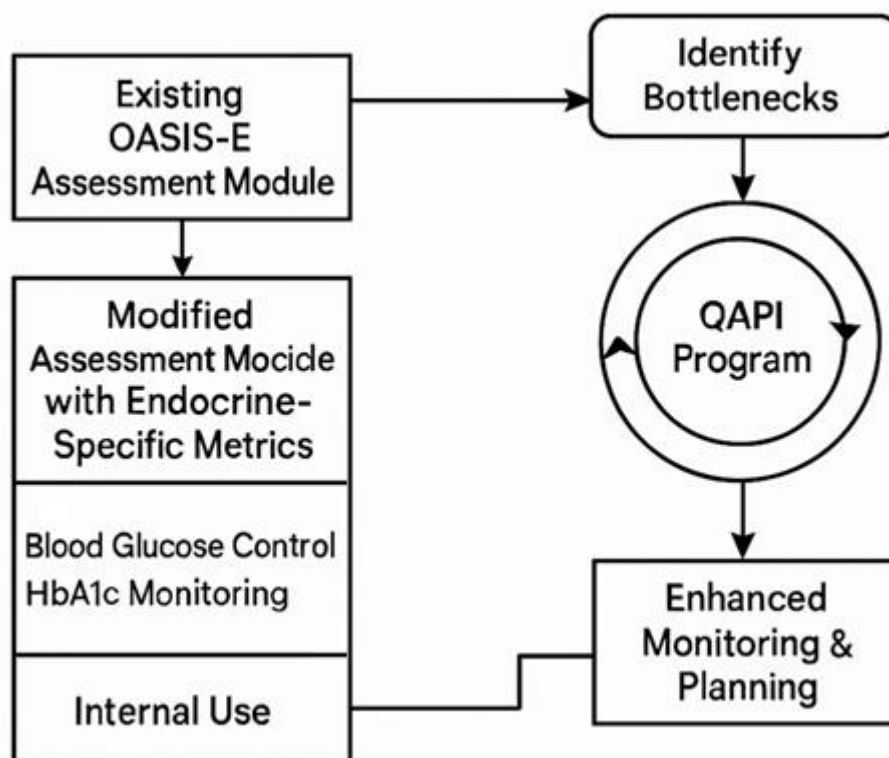 Existing
OASIS-E
Assessment Module
Identify
Bottlenecks
Modified
Assessment Mocide
with Endocrine-
Specific Metrics
QAPI
Program
Blood Glucose Control
HbA1c Monitoring
Internal Use
Enhanced
Monitoring &
Planning